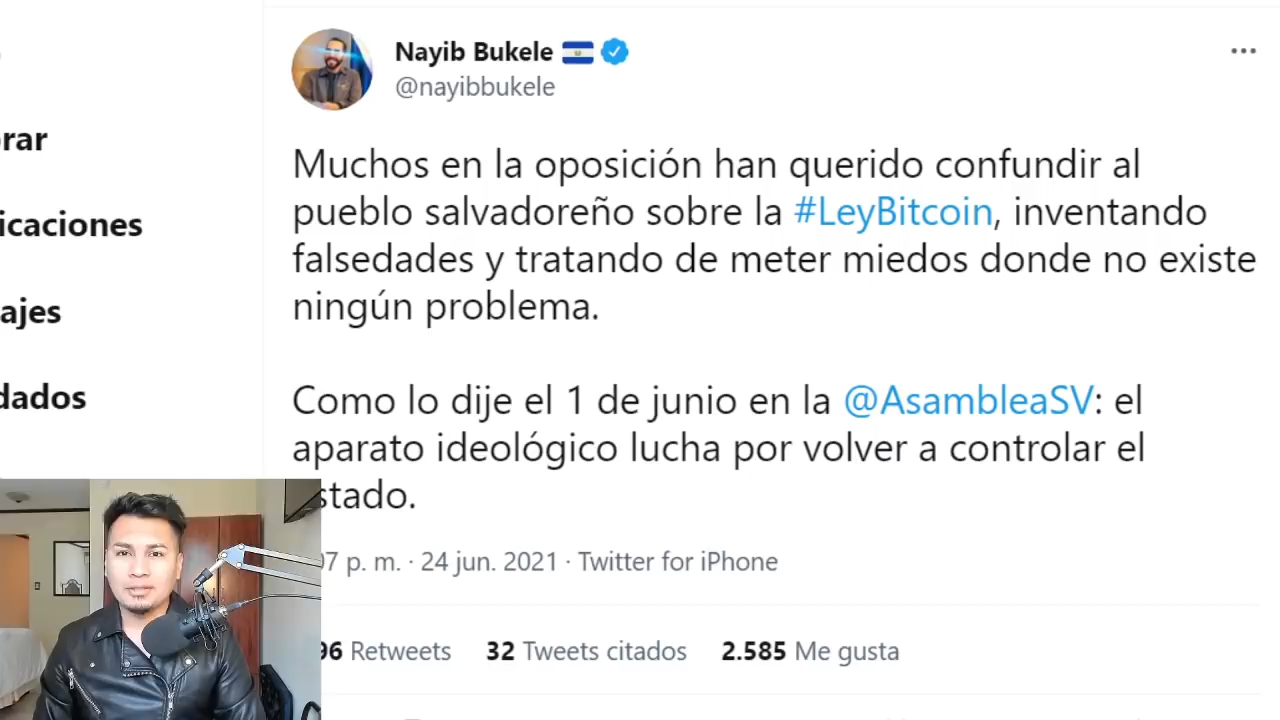 Nayib Bukele
@nayibbukele
Muchos en la oposición han querido confundir al
pueblo salvadoreño sobre la #LeyBitcoin, inventando
falsedades y tratando de meter miedos donde no existe
ningún problema.
Como lo dije el 1 de junio en la @AsambleaSV: el
aparato ideológico lucha por volver a controlar el
stado.
07 p. m. · 24 jun. 2021 · Twitter for iPhone
96 Retweets 32 Tweets citados 2.585 Me gusta
rar
icaciones
ajes
dados